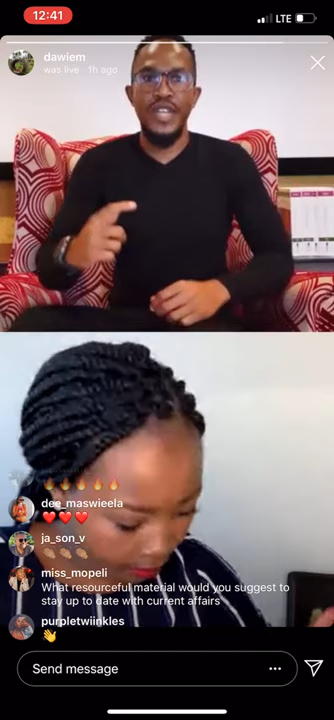 12:41
LTE
dawiem
was live · 1h ago
dee_masweela
ja_son_v
miss_mopeli
What resourceful material would you suggest to
stay up to date with current affairs
purpletwiinkles
Send message